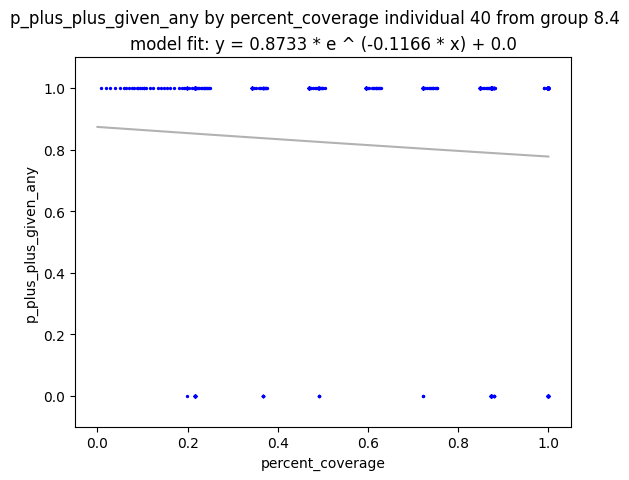 p_plus_plus_given_any by percent_coverage individual 40 from group 8.4
model fit: y = 0.8733 * e ^ (-0.1166 * x) + 0.0
p_plus_plus_given_any
1.0
0.8
0.6
0.4
0.2
0.0
0.0 0.2 0.4 0.6 0.8 1.0
percent_coverage